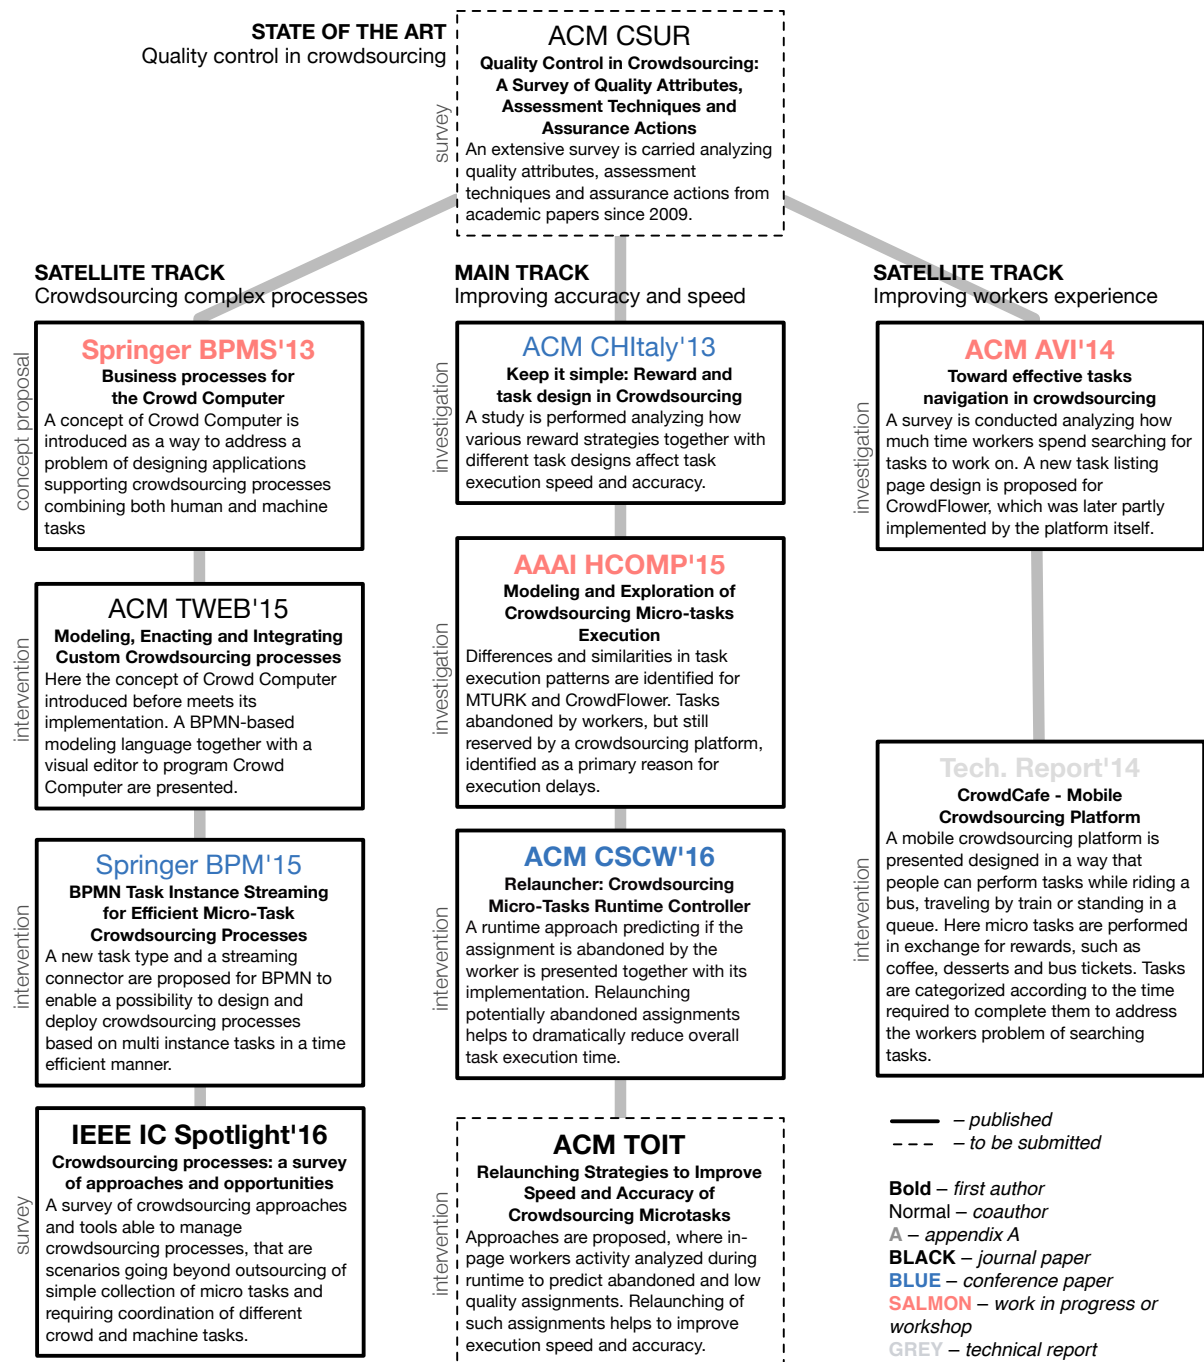 STATE OF THE ART
Quality control in crowdsourcing
survey
ACM CSUR
Quality Control in Crowdsourcing:
A Survey of Quality Attributes,
Assessment Techniques and
Assurance Actions
An extensive survey is carried analyzing
quality attributes, assessment
techniques and assurance actions from
academic papers since 2009.
SATELLITE TRACK
Crowdsourcing complex processes
concept proposal
Springer BPMS'13
Business processes for
the Crowd Computer
A concept of Crowd Computer is
introduced as a way to address a
problem of designing applications
supporting crowdsourcing processes
combining both human and machine
tasks
intervention
ACM TWEB'15
Modeling, Enacting and Integrating
Custom Crowdsourcing processes
Here the concept of Crowd Computer
introduced before meets its
implementation. A BPMN-based
modeling language together with a
visual editor to program Crowd
Computer are presented.
intervention
Springer BPM'15
BPMN Task Instance Streaming
for Efficient Micro-Task
Crowdsourcing Processes
A new task type and a streaming
connector are proposed for BPMN to
enable a possibility to design and
deploy crowdsourcing processes
based on multi instance tasks in a time
efficient manner.
survey
IEEE IC Spotlight'16
Crowdsourcing processes: a survey
of approaches and opportunities
A survey of crowdsourcing approaches
and tools able to manage
crowdsourcing processes, that are
scenarios going beyond outsourcing of
simple collection of micro tasks and
requiring coordination of different
crowd and machine tasks.
MAIN TRACK
Improving accuracy and speed
investigation
ACM CHItaly'13
Keep it simple: Reward and
task design in Crowdsourcing
A study is performed analyzing how
various reward strategies together with
different task designs affect task
execution speed and accuracy.
investigation
AAAI HCOMP'15
Modeling and Exploration of
Crowdsourcing Micro-tasks
Execution
Differences and similarities in task
execution patterns are identified for
MTURK and CrowdFlower. Tasks
abandoned by workers, but still
reserved by a crowdsourcing platform,
identified as a primary reason for
execution delays.
intervention
ACM CSCW'16
Relauncher: Crowdsourcing
Micro-Tasks Runtime Controller
A runtime approach predicting if the
assignment is abandoned by the
worker is presented together with its
implementation. Relaunching
potentially abandoned assignments
helps to dramatically reduce overall
task execution time.
intervention
ACM TOIT
Relaunching Strategies to Improve
Speed and Accuracy of
Crowdsourcing Microtasks
Approaches are proposed, where in-
page workers activity analyzed during
runtime to predict abandoned and low
quality assignments. Relaunching of
such assignments helps to improve
execution speed and accuracy.
SATELLITE TRACK
Improving workers experience
investigation
ACM AVI'14
Toward effective tasks
navigation in crowdsourcing
A survey is conducted analyzing how
much time workers spend searching for
tasks to work on. A new task listing
page design is proposed for
CrowdFlower, which was later partly
implemented by the platform itself.
intervention
Tech. Report'14
CrowdCafe - Mobile
Crowdsourcing Platform
A mobile crowdsourcing platform is
presented designed in a way that
people can perform tasks while riding a
bus, traveling by train or standing in a
queue. Here micro tasks are performed
in exchange for rewards, such as
coffee, desserts and bus tickets. Tasks
are categorized according to the time
required to complete them to address
the workers problem of searching
tasks.
– published
– to be submitted
Bold – first author
Normal – coauthor
A – appendix A
BLACK – journal paper
BLUE – conference paper
SALMON – work in progress or
workshop
GREY – technical report